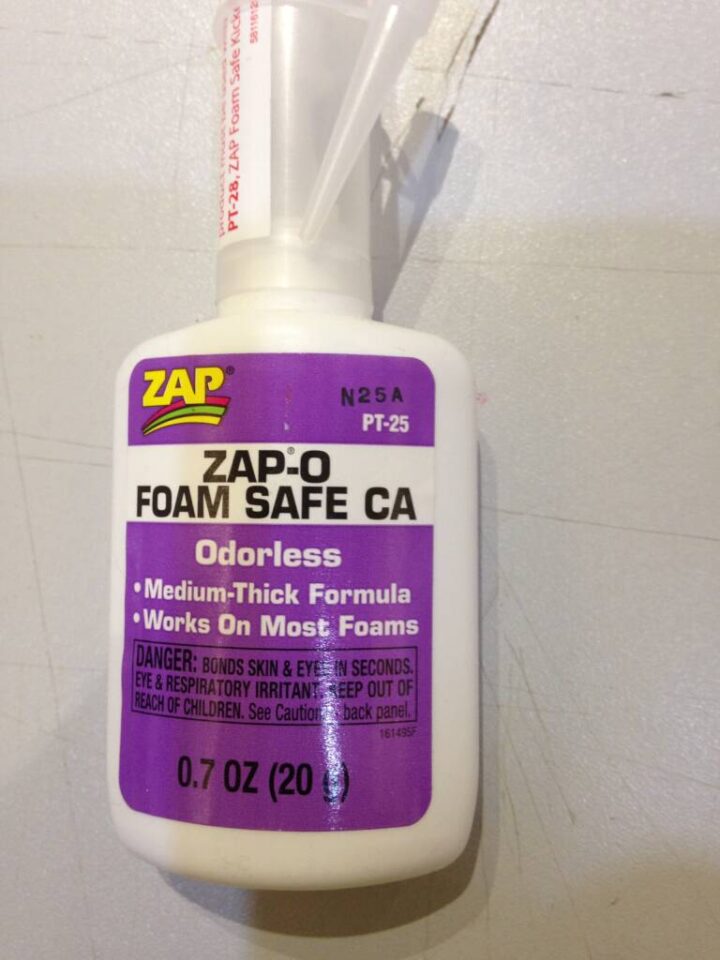 PT-28, ZAP Foam Safe Kick
ZAP®
N25A
PT-25
ZAP®-O
FOAM SAFE CA
Odorless
•Medium-Thick Formula
•Works On Most Foams
DANGER: BONDS SKIN & EYES IN SECONDS.
EYE & RESPIRATORY IRRITANT. KEEP OUT OF
REACH OF CHILDREN. See Caution back panel.
161495F
0.7 OZ (20 g)